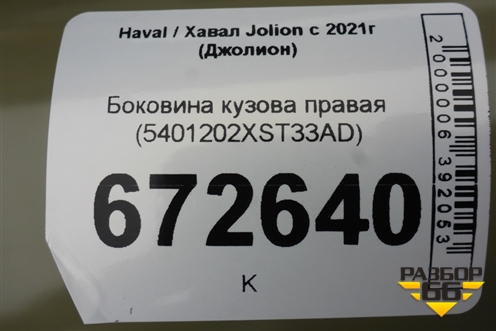 Haval / Хавал Jolion с 2021г
(Джолион)
Боковина кузова правая
(5401202XST33AD)
672640
К
2000006392053
РАЗБОР
66